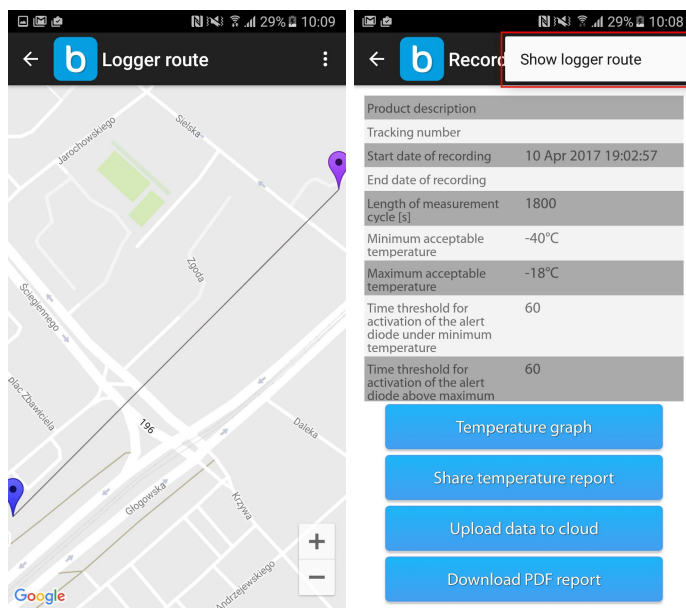 29% 10:09
b Logger route
Jarochowskiego
Sielska
Zgoda
Ściegiennego
plac Zbawiciela
196
Głogowska
Krzywa
Daleka
Andrzejewskiego
+
−
Google
29% 10:08
b Record
Show logger route
Product description
Tracking number
Start date of recording 10 Apr 2017 19:02:57
End date of recording
Length of measurement 1800
cycle [s]
Minimum acceptable -40°C
temperature
Maximum acceptable -18°C
temperature
Time threshold for 60
activation of the alert
diode under minimum
temperature
Time threshold for 60
activation of the alert
diode above maximum
Temperature graph
Share temperature report
Upload data to cloud
Download PDF report